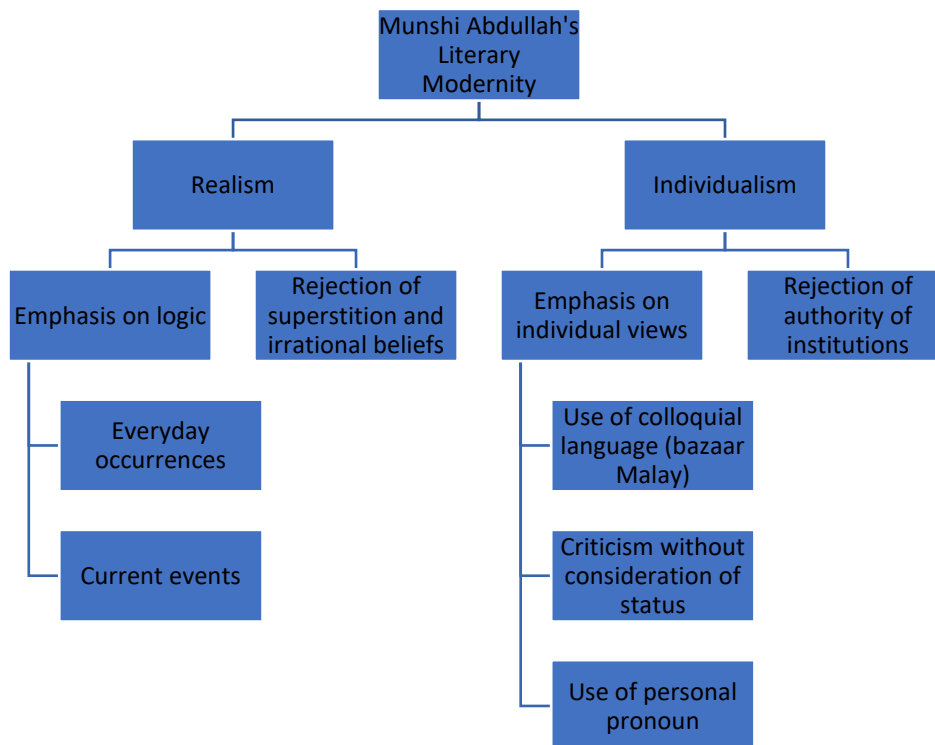 Munshi Abdullah's
Literary
Modernity
Realism
Individualism
Emphasis on logic
Rejection of
superstition and
irrational beliefs
Emphasis on
individual views
Rejection of
authority of
institutions
Everyday
occurrences
Current events
Use of colloquial
language (bazaar
Malay)
Criticism without
consideration of
status
Use of personal
pronoun